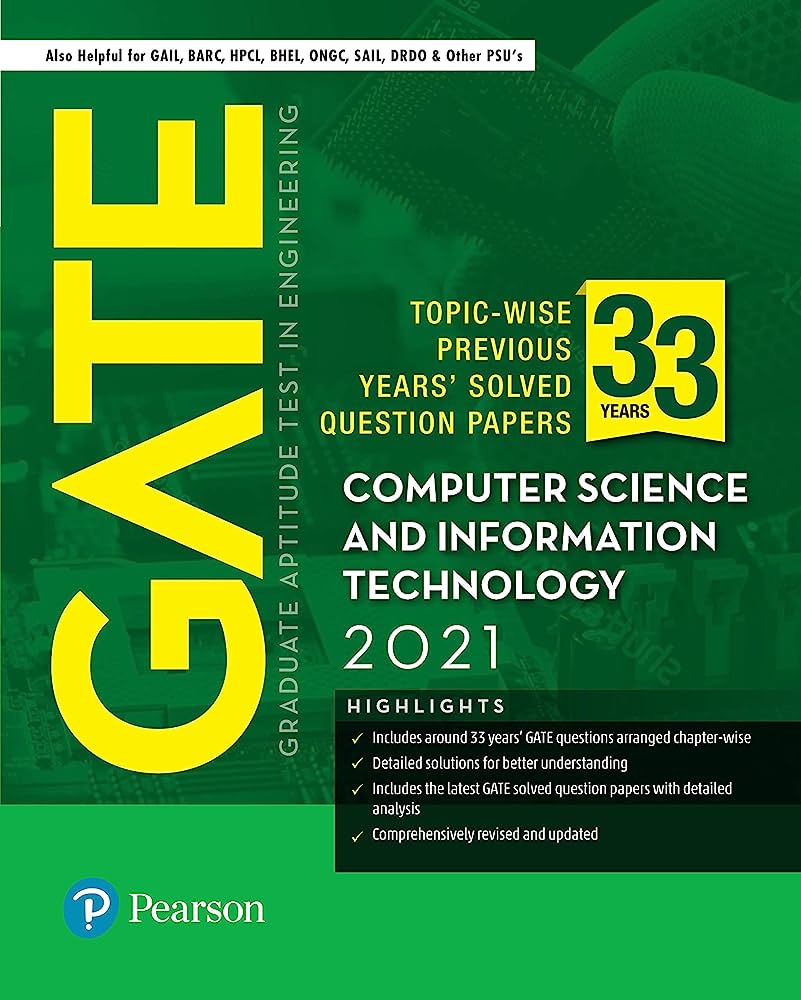 Also Helpful for GAIL, BARC, HPCL, BHEL, ONGC, SAIL, DRDO & Other PSU's
GATE
GRADUATE APTITUDE TEST IN ENGINEERING
TOPIC-WISE
PREVIOUS
YEARS' SOLVED
QUESTION PAPERS
33
YEARS
COMPUTER SCIENCE
AND INFORMATION
TECHNOLOGY
2021
HIGHLIGHTS
✓ Includes around 33 years' GATE questions arranged chapter-wise
✓ Detailed solutions for better understanding
✓ Includes the latest GATE solved question papers with detailed
analysis
✓ Comprehensively revised and updated
P Pearson